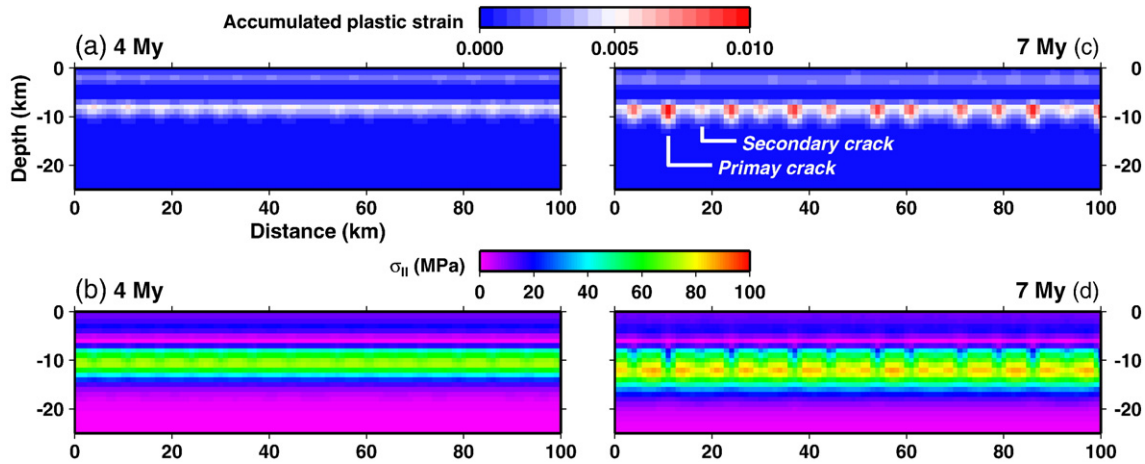 Accumulated plastic strain
0.000 0.005 0.010
(a) 4 My
7 My (c)
Depth (km)
0
-10
-20
0 20 40 60 80 100
Distance (km)
Secondary crack
Primay crack
0
-10
-20
0 20 40 60 80 100
σII (MPa)
0 20 40 60 80 100
(b) 4 My
7 My (d)
0
-10
-20
0 20 40 60 80 100
0
-10
-20
0 20 40 60 80 100